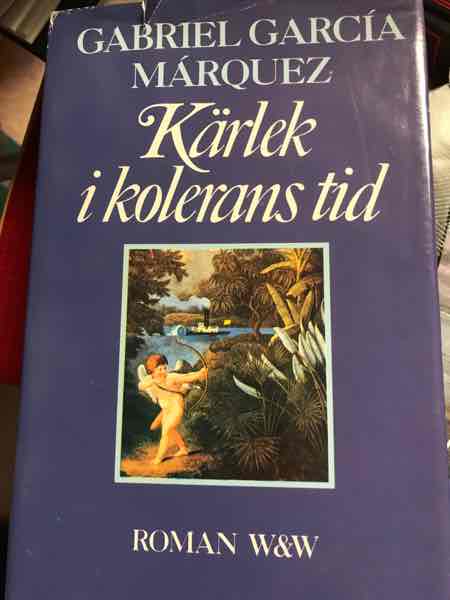 GABRIEL GARCÍA
MÁRQUEZ
Kärlek
i kolerans tid
ROMAN W&W